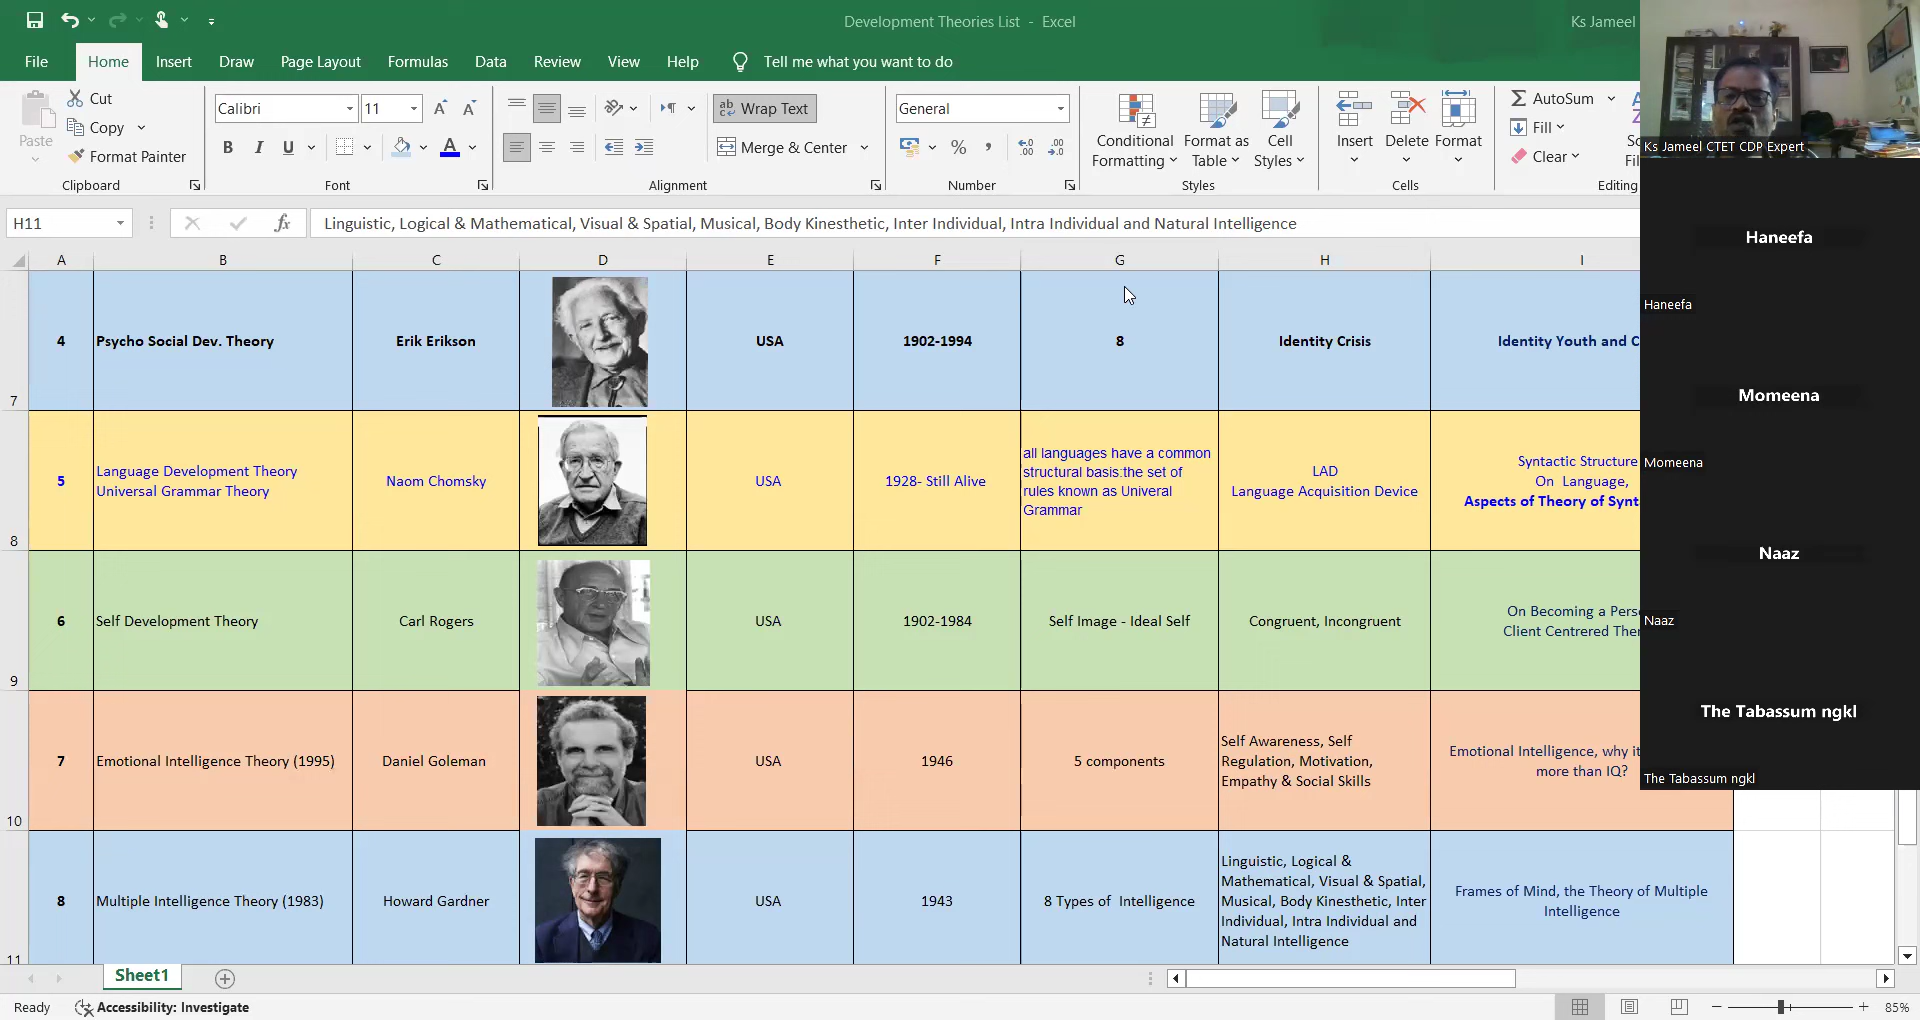 Development Theories List - Excel
Ks Jameel
File Home Insert Draw Page Layout Formulas Data Review View Help Tell me what you want to do
Paste
Cut
Copy
Format Painter
Clipboard
Calibri 11
B I U
Font
Wrap Text
Merge & Center
Alignment
General
Number
Conditional
Formatting
Format as
Table
Cell
Styles
Styles
Insert
Delete
Format
Cells
AutoSum
Fill
Clear
Editing
Ks Jameel CTET CDP Expert
H11
fx
Linguistic, Logical & Mathematical, Visual & Spatial, Musical, Body Kinesthetic, Inter Individual, Intra Individual and Natural Intelligence
A B C D E F G H I
7
4
Psycho Social Dev. Theory
Erik Erikson
USA
1902-1994
8
Identity Crisis
Identity Youth and C
8
5
Language Development Theory
Universal Grammar Theory
Naom Chomsky
USA
1928- Still Alive
all languages have a common
structural basis:the set of
rules known as Univeral
Grammar
LAD
Language Acquisition Device
Syntactic Structure
On Language,
Aspects of Theory of Synt
9
6
Self Development Theory
Carl Rogers
USA
1902-1984
Self Image - Ideal Self
Congruent, Incongruent
On Becoming a Pers
Client Centrered Ther
10
7
Emotional Intelligence Theory (1995)
Daniel Goleman
USA
1946
5 components
Self Awareness, Self
Regulation, Motivation,
Empathy & Social Skills
Emotional Intelligence, why it
more than IQ?
11
8
Multiple Intelligence Theory (1983)
Howard Gardner
USA
1943
8 Types of Intelligence
Linguistic, Logical &
Mathematical, Visual & Spatial,
Musical, Body Kinesthetic, Inter
Individual, Intra Individual and
Natural Intelligence
Frames of Mind, the Theory of Multiple
Intelligence
Haneefa
Haneefa
Momeena
Momeena
Naaz
Naaz
The Tabassum ngkl
The Tabassum ngkl
Sheet1
Ready
Accessibility: Investigate
85%